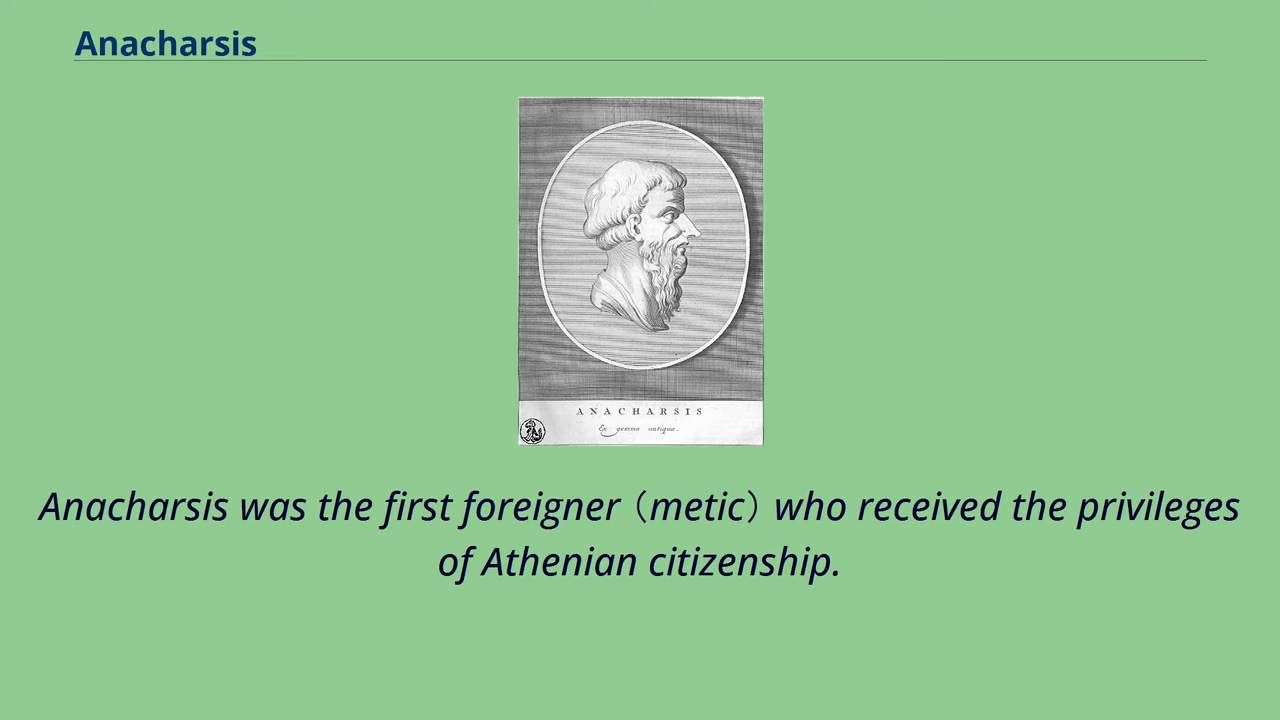 Anacharsis
ANACHARSIS
Ex gemma antiqua.
Anacharsis was the first foreigner（metic）who received the privileges
of Athenian citizenship.